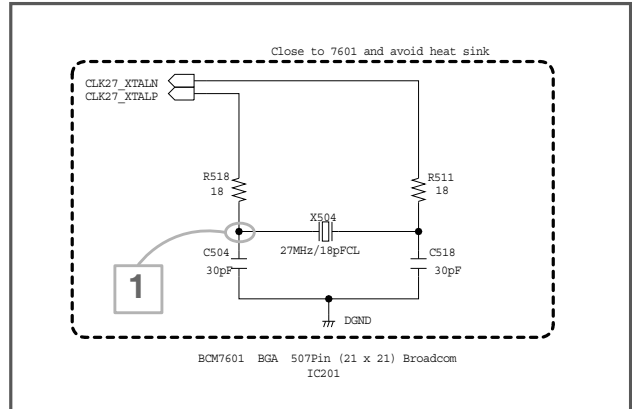 Close to 7601 and avoid heat sink
CLK27_XTALN
CLK27_XTALP
R518
18
R511
18
X504
27MHz/18pFCL
C504
30pF
C518
30pF
1
DGND
BCM7601 BGA 507Pin (21 x 21) Broadcom
IC201